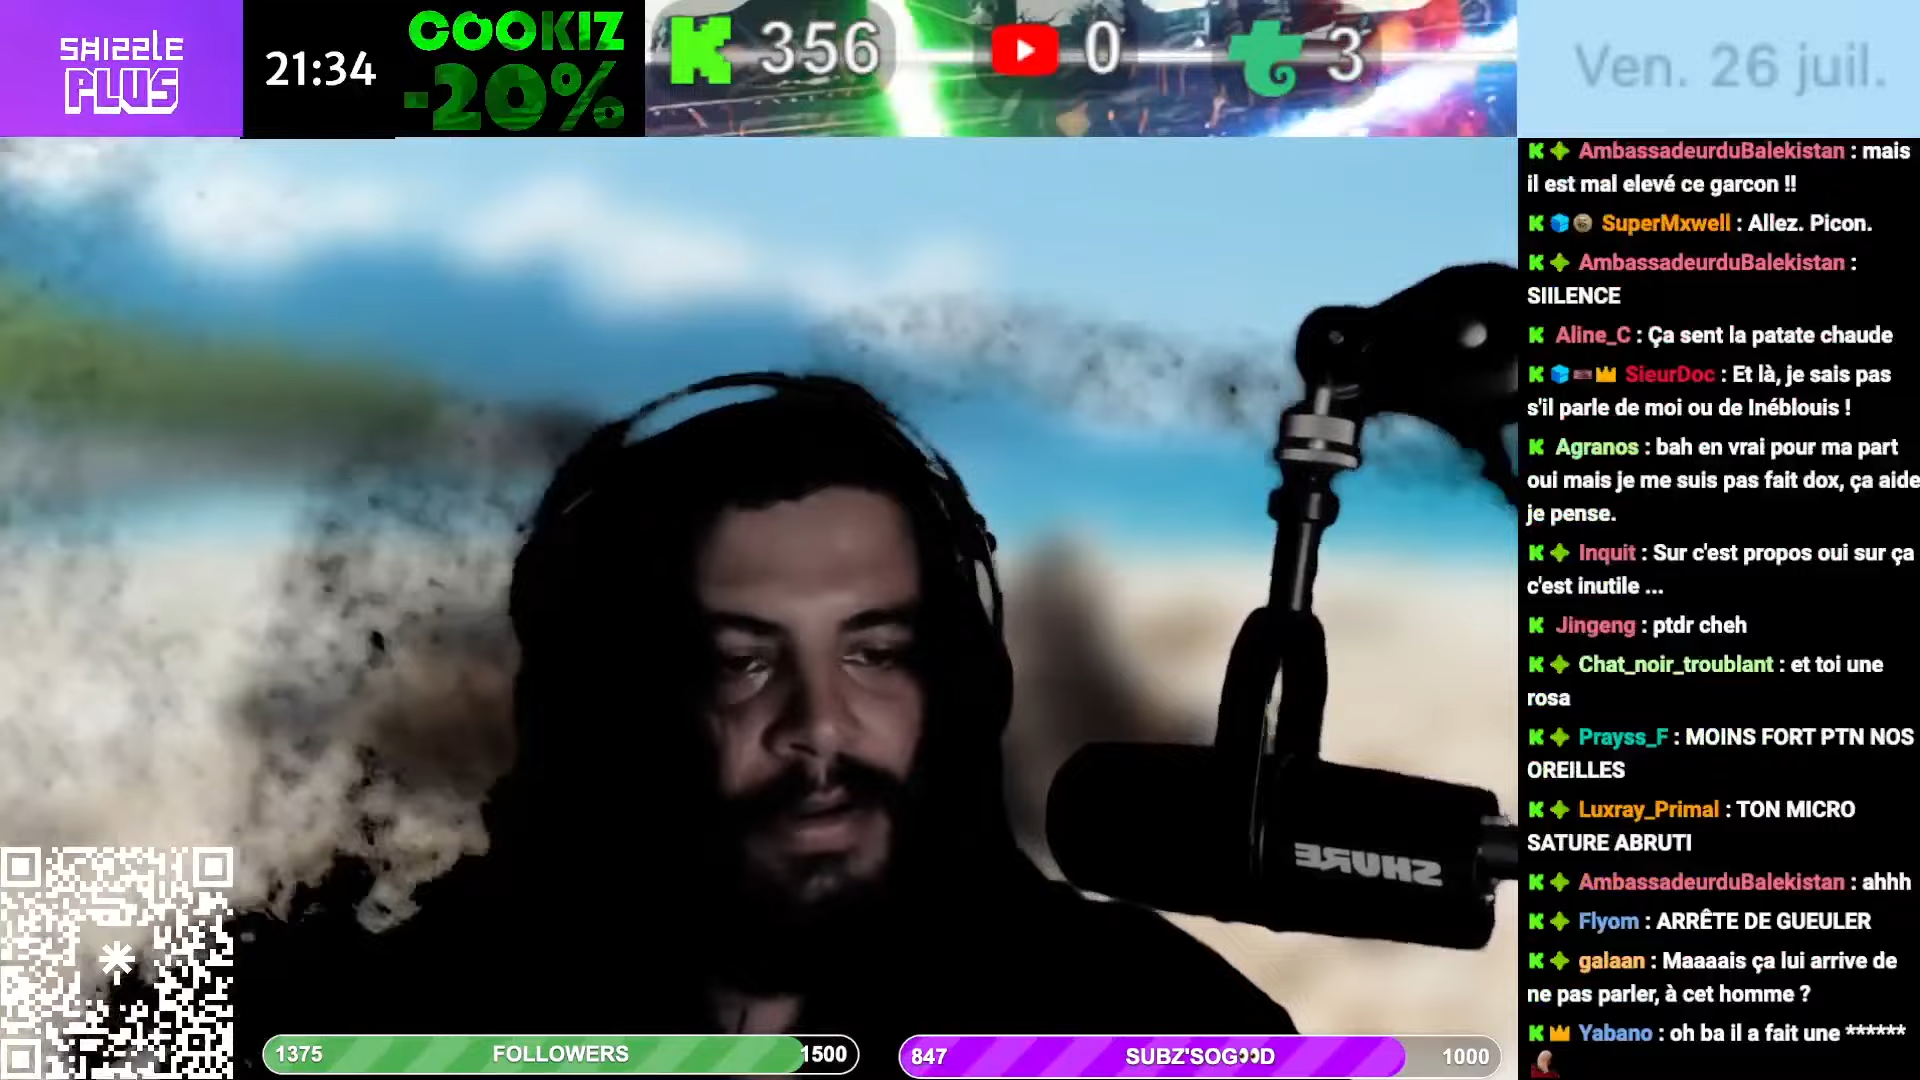 SHIZZLE
PLUS
21:34
COOKIZ
-20%
356
0
3
Ven. 26 juil.
AmbassadeurduBalekistan : mais
il est mal elevé ce garcon !!
SuperMxwell : Allez. Picon.
AmbassadeurduBalekistan :
SIILENCE
Aline_C : Ça sent la patate chaude
SieurDoc : Et là, je sais pas
s'il parle de moi ou de Inéblouis !
Agranos : bah en vrai pour ma part
oui mais je me suis pas fait dox, ça aide
je pense.
Inquit : Sur c'est propos oui sur ça
c'est inutile ...
Jingeng : ptdr cheh
Chat_noir_troublant : et toi une
rosa
Prayss_F : MOINS FORT PTN NOS
OREILLES
Luxray_Primal : TON MICRO
SATURE ABRUTI
AmbassadeurduBalekistan : ahhh
Flyom : ARRÊTE DE GUEULER
galaan : Maaaais ça lui arrive de
ne pas parler, à cet homme ?
Yabano : oh ba il a fait une ******
SHURE
1375 FOLLOWERS 1500
847 SUBZ'SOG👀D 1000